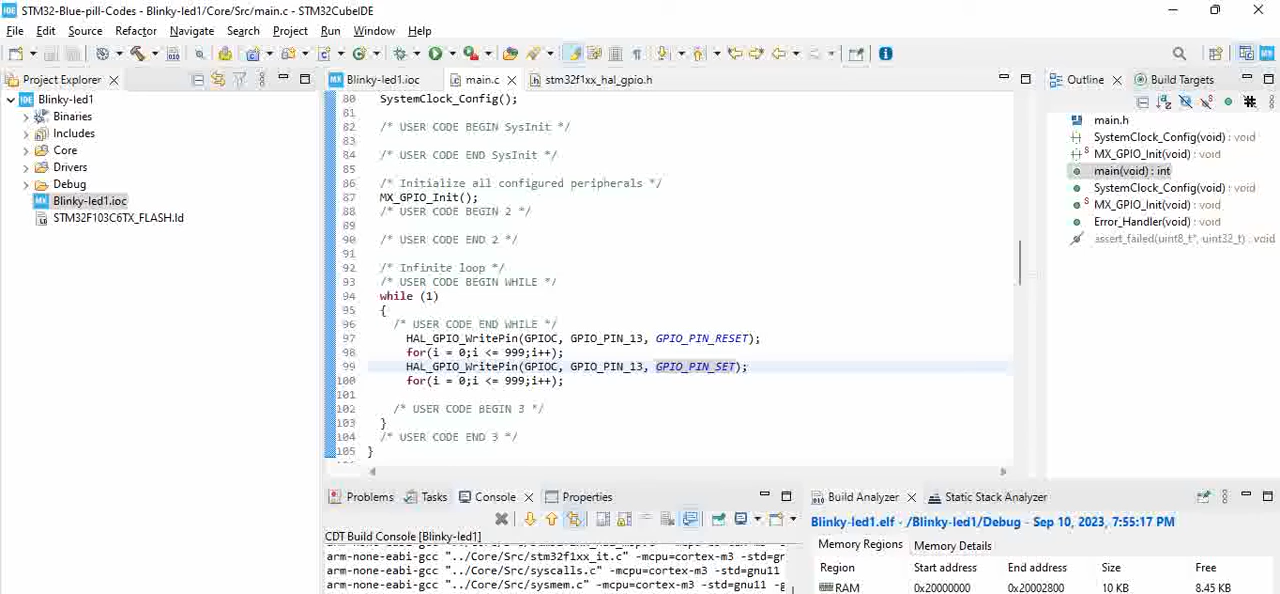 STM32-Blue-pill-Codes - Blinky-led1/Core/Src/main.c - STM32CubeIDE
File Edit Source Refactor Navigate Search Project Run Window Help
Project Explorer
Blinky-led1
Binaries
Includes
Core
Drivers
Debug
Blinky-led1.ioc
STM32F103C6TX_FLASH.ld
Blinky-led1.ioc main.c stm32f1xx_hal_gpio.h
80 SystemClock_Config();
81
82 /* USER CODE BEGIN SysInit */
83
84 /* USER CODE END SysInit */
85
86 /* Initialize all configured peripherals */
87 MX_GPIO_Init();
88 /* USER CODE BEGIN 2 */
89
90 /* USER CODE END 2 */
91
92 /* Infinite loop */
93 /* USER CODE BEGIN WHILE */
94 while (1)
95 {
96 /* USER CODE END WHILE */
97 HAL_GPIO_WritePin(GPIOC, GPIO_PIN_13, GPIO_PIN_RESET);
98 for(i = 0;i <= 999;i++);
99 HAL_GPIO_WritePin(GPIOC, GPIO_PIN_13, GPIO_PIN_SET);
100 for(i = 0;i <= 999;i++);
101
102 /* USER CODE BEGIN 3 */
103 }
104 /* USER CODE END 3 */
105 }
Outline Build Targets
main.h
SystemClock_Config(void) : void
MX_GPIO_Init(void) : void
main(void) : int
SystemClock_Config(void) : void
MX_GPIO_Init(void) : void
Error_Handler(void) : void
assert_failed(uint8_t*, uint32_t) : void
Problems Tasks Console Properties
CDT Build Console [Blinky-led1]
arm-none-eabi-gcc "../Core/Src/stm32f1xx_it.c" -mcpu=cortex-m3 -std=gn
arm-none-eabi-gcc "../Core/Src/syscalls.c" -mcpu=cortex-m3 -std=gnu11
arm-none-eabi-gcc "../Core/Src/sysmem.c" -mcpu=cortex-m3 -std=gnu11 -g
Build Analyzer Static Stack Analyzer
Blinky-led1.elf - /Blinky-led1/Debug - Sep 10, 2023, 7:55:17 PM
Memory Regions Memory Details
Region Start address End address Size Free
RAM 0x20000000 0x20002800 10 KB 8.45 KB